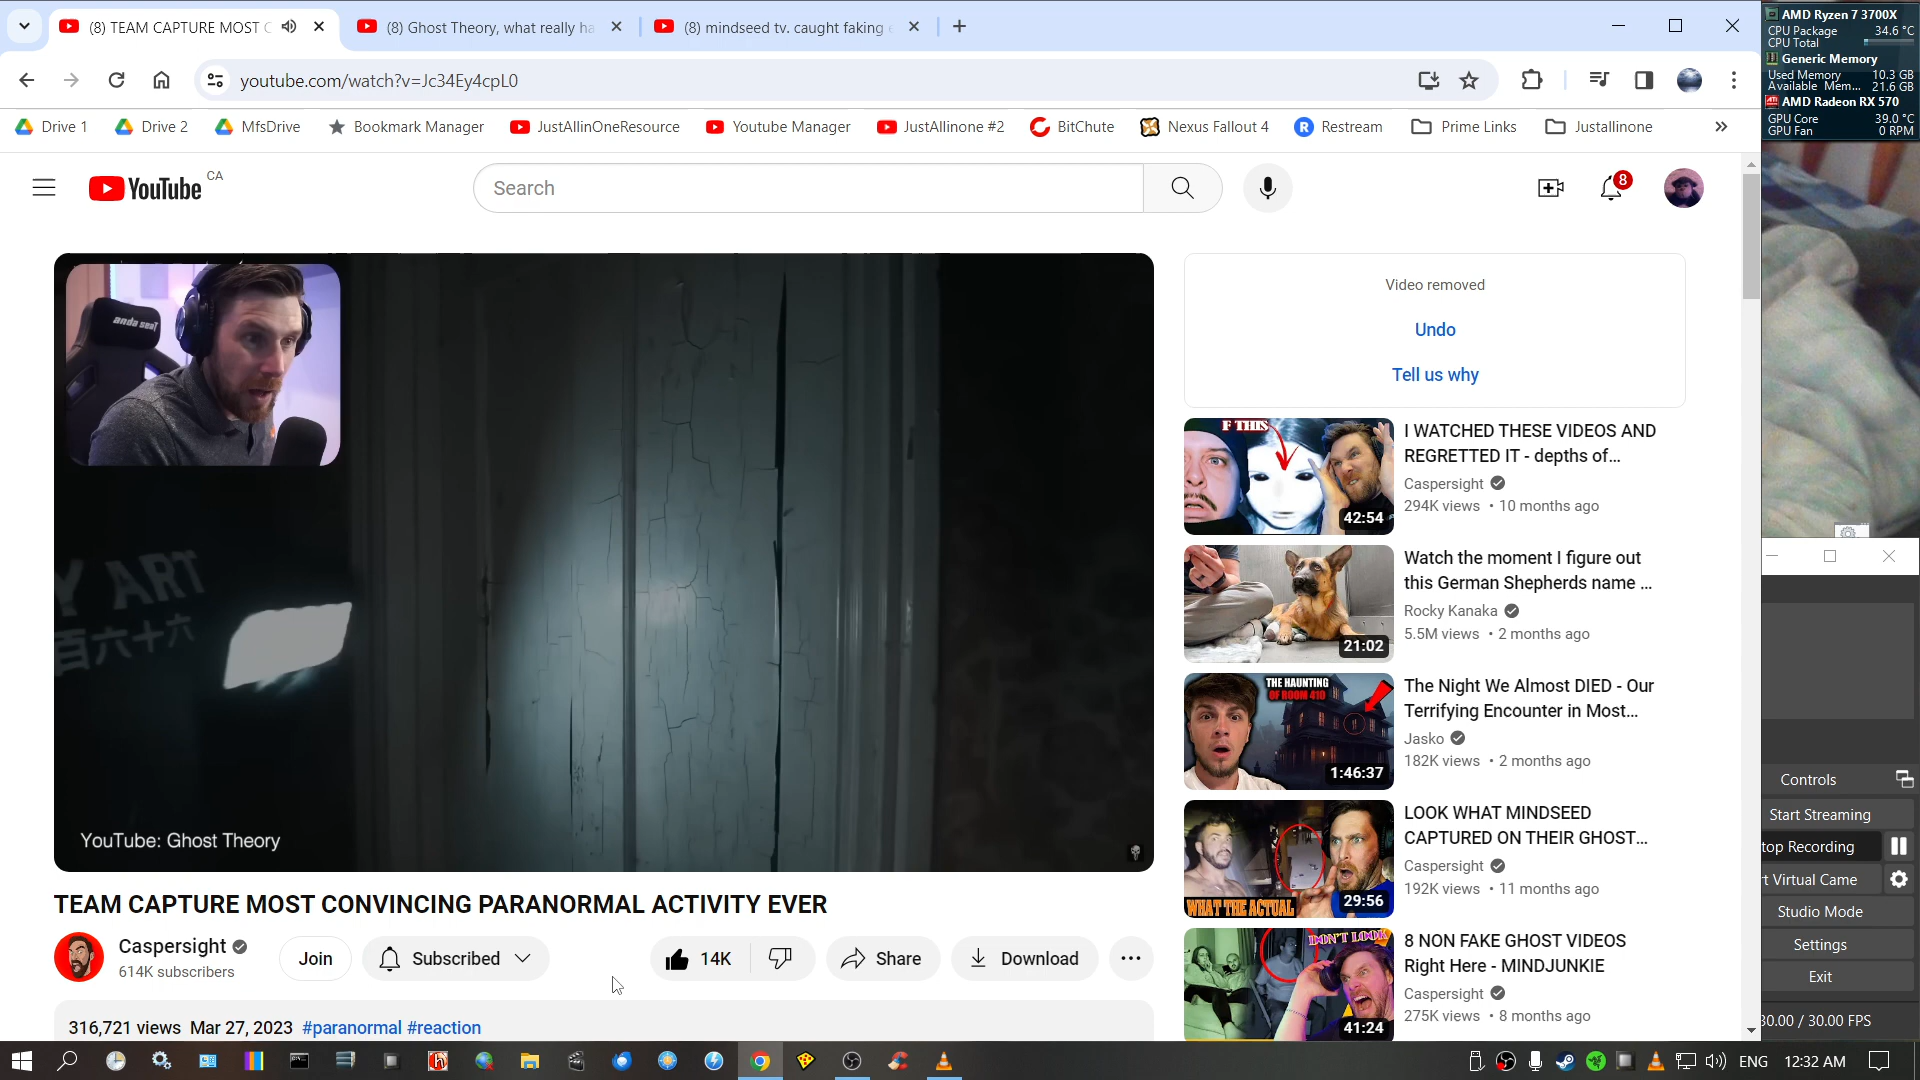 (8) TEAM CAPTURE MOST C
(8) Ghost Theory, what really ha
(8) mindseed tv. caught faking e
youtube.com/watch?v=Jc34Ey4cpL0
Drive 1
Drive 2
MfsDrive
Bookmark Manager
JustAllinOneResource
Youtube Manager
JustAllinone #2
BitChute
Nexus Fallout 4
Restream
Prime Links
Justallinone
AMD Ryzen 7 3700X
CPU Package 34.6 °C
CPU Total
Generic Memory
Used Memory 10.3 GB
Available Mem... 21.6 GB
AMD Radeon RX 570
GPU Core 39.0 °C
GPU Fan 0 RPM
YouTube CA
Search
8
anda seat
Y ART
百六十六
YouTube: Ghost Theory
TEAM CAPTURE MOST CONVINCING PARANORMAL ACTIVITY EVER
Caspersight
614K subscribers
Join
Subscribed
14K
Share
Download
316,721 views Mar 27, 2023 #paranormal #reaction
Video removed
Undo
Tell us why
F THIS
42:54
I WATCHED THESE VIDEOS AND
REGRETTED IT - depths of...
Caspersight
294K views • 10 months ago
21:02
Watch the moment I figure out
this German Shepherds name ...
Rocky Kanaka
5.5M views • 2 months ago
THE HAUNTING
OF ROOM 410
1:46:37
The Night We Almost DIED - Our
Terrifying Encounter in Most...
Jasko
182K views • 2 months ago
WHAT THE ACTUAL
29:56
LOOK WHAT MINDSEED
CAPTURED ON THEIR GHOST...
Caspersight
192K views • 11 months ago
DON'T LOOK
41:24
8 NON FAKE GHOST VIDEOS
Right Here - MINDJUNKIE
Caspersight
275K views • 8 months ago
Controls
Start Streaming
top Recording
t Virtual Came
Studio Mode
Settings
Exit
30.00 / 30.00 FPS
ENG
12:32 AM